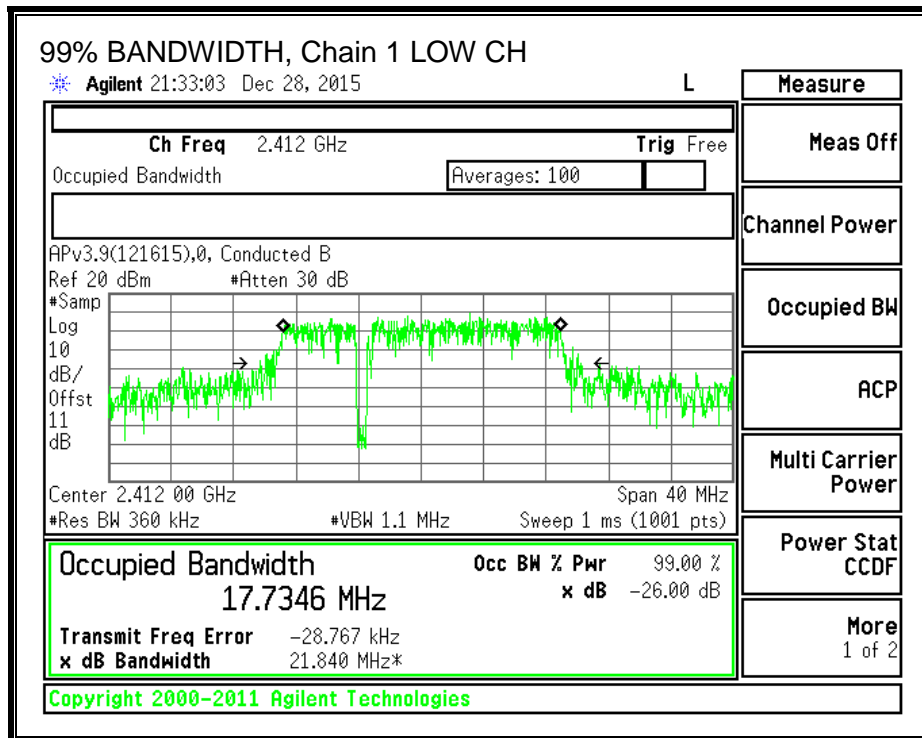 99% BANDWIDTH, Chain 1 LOW CH
Agilent 21:33:03 Dec 28, 2015 L
Measure
Ch Freq 2.412 GHz Trig Free
Occupied Bandwidth Averages: 100
APv3.9(121615),0, Conducted B
Ref 20 dBm #Atten 30 dB
#Samp
Log
10
dB/
Offst
11
dB
Center 2.412 00 GHz Span 40 MHz
#Res BW 360 kHz #VBW 1.1 MHz Sweep 1 ms (1001 pts)
Occupied Bandwidth Occ BW % Pwr 99.00 %
17.7346 MHz x dB -26.00 dB
Transmit Freq Error -28.767 kHz
x dB Bandwidth 21.840 MHz*
Copyright 2000-2011 Agilent Technologies
Meas Off
Channel Power
Occupied BW
ACP
Multi Carrier
Power
Power Stat
CCDF
More
1 of 2